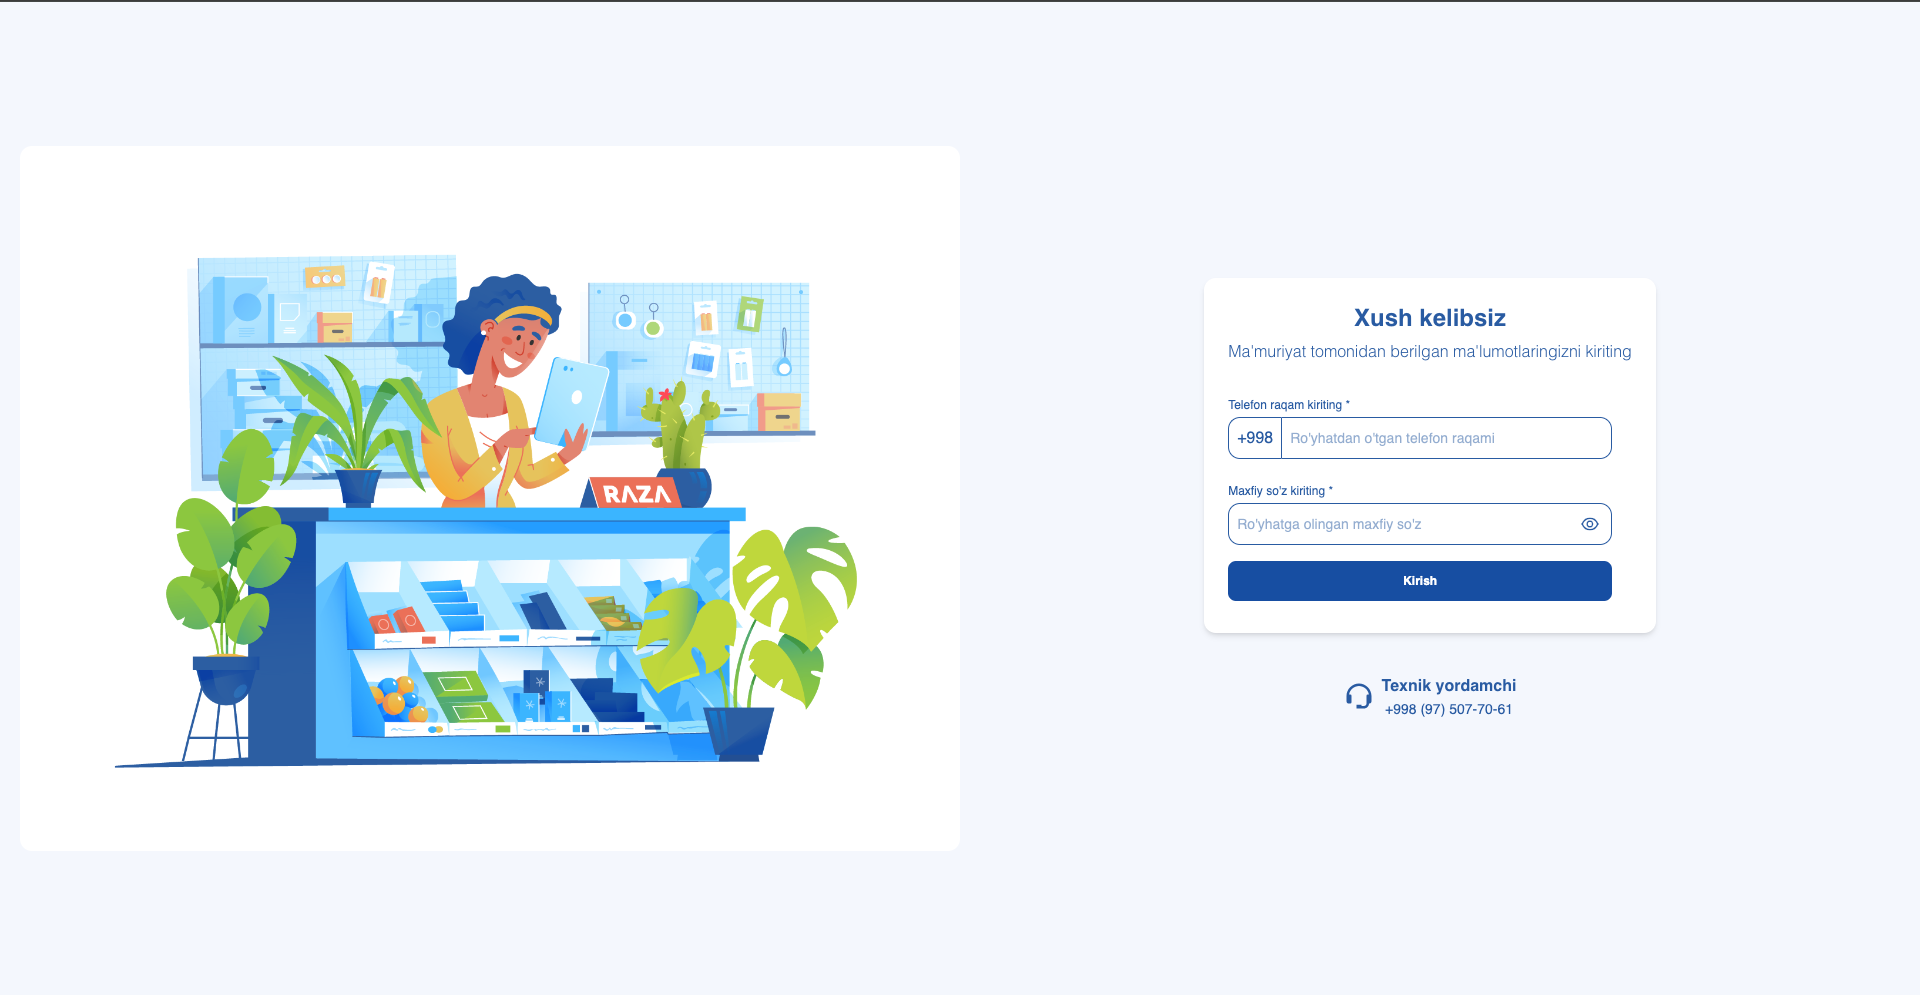 RAZA
Xush kelibsiz
Ma'muriyat tomonidan berilgan ma'lumotlaringizni kiriting
Telefon raqam kiriting *
+998 Ro'yhatdan o'tgan telefon raqami
Maxfiy so'z kiriting *
Ro'yhatga olingan maxfiy so'z
Kirish
Texnik yordamchi
+998 (97) 507-70-61